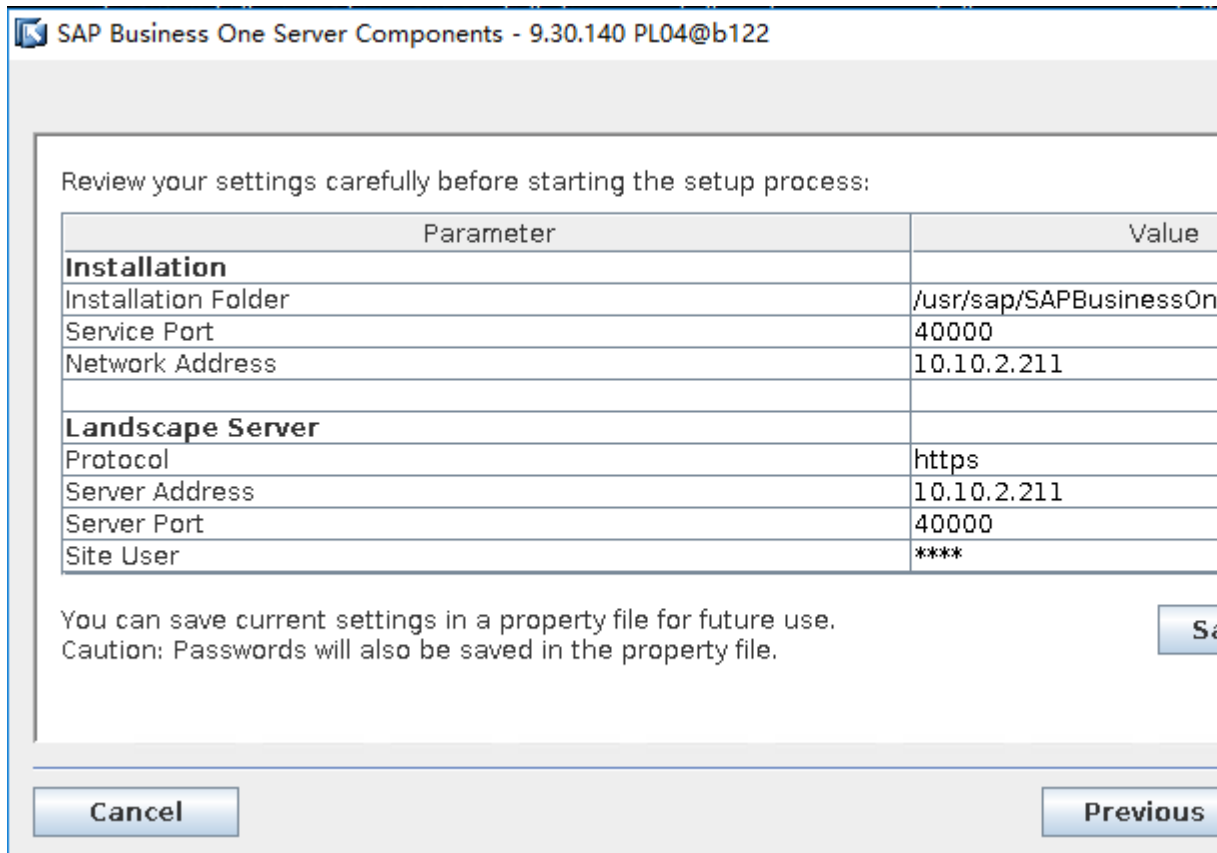 SAP Business One Server Components - 9.30.140 PL04@b122
Review your settings carefully before starting the setup process:
Parameter Value
Installation
Installation Folder /usr/sap/SAPBusinessOn
Service Port 40000
Network Address 10.10.2.211
Landscape Server
Protocol https
Server Address 10.10.2.211
Server Port 40000
Site User ****
You can save current settings in a property file for future use.
Caution: Passwords will also be saved in the property file.
Sa
Cancel Previous